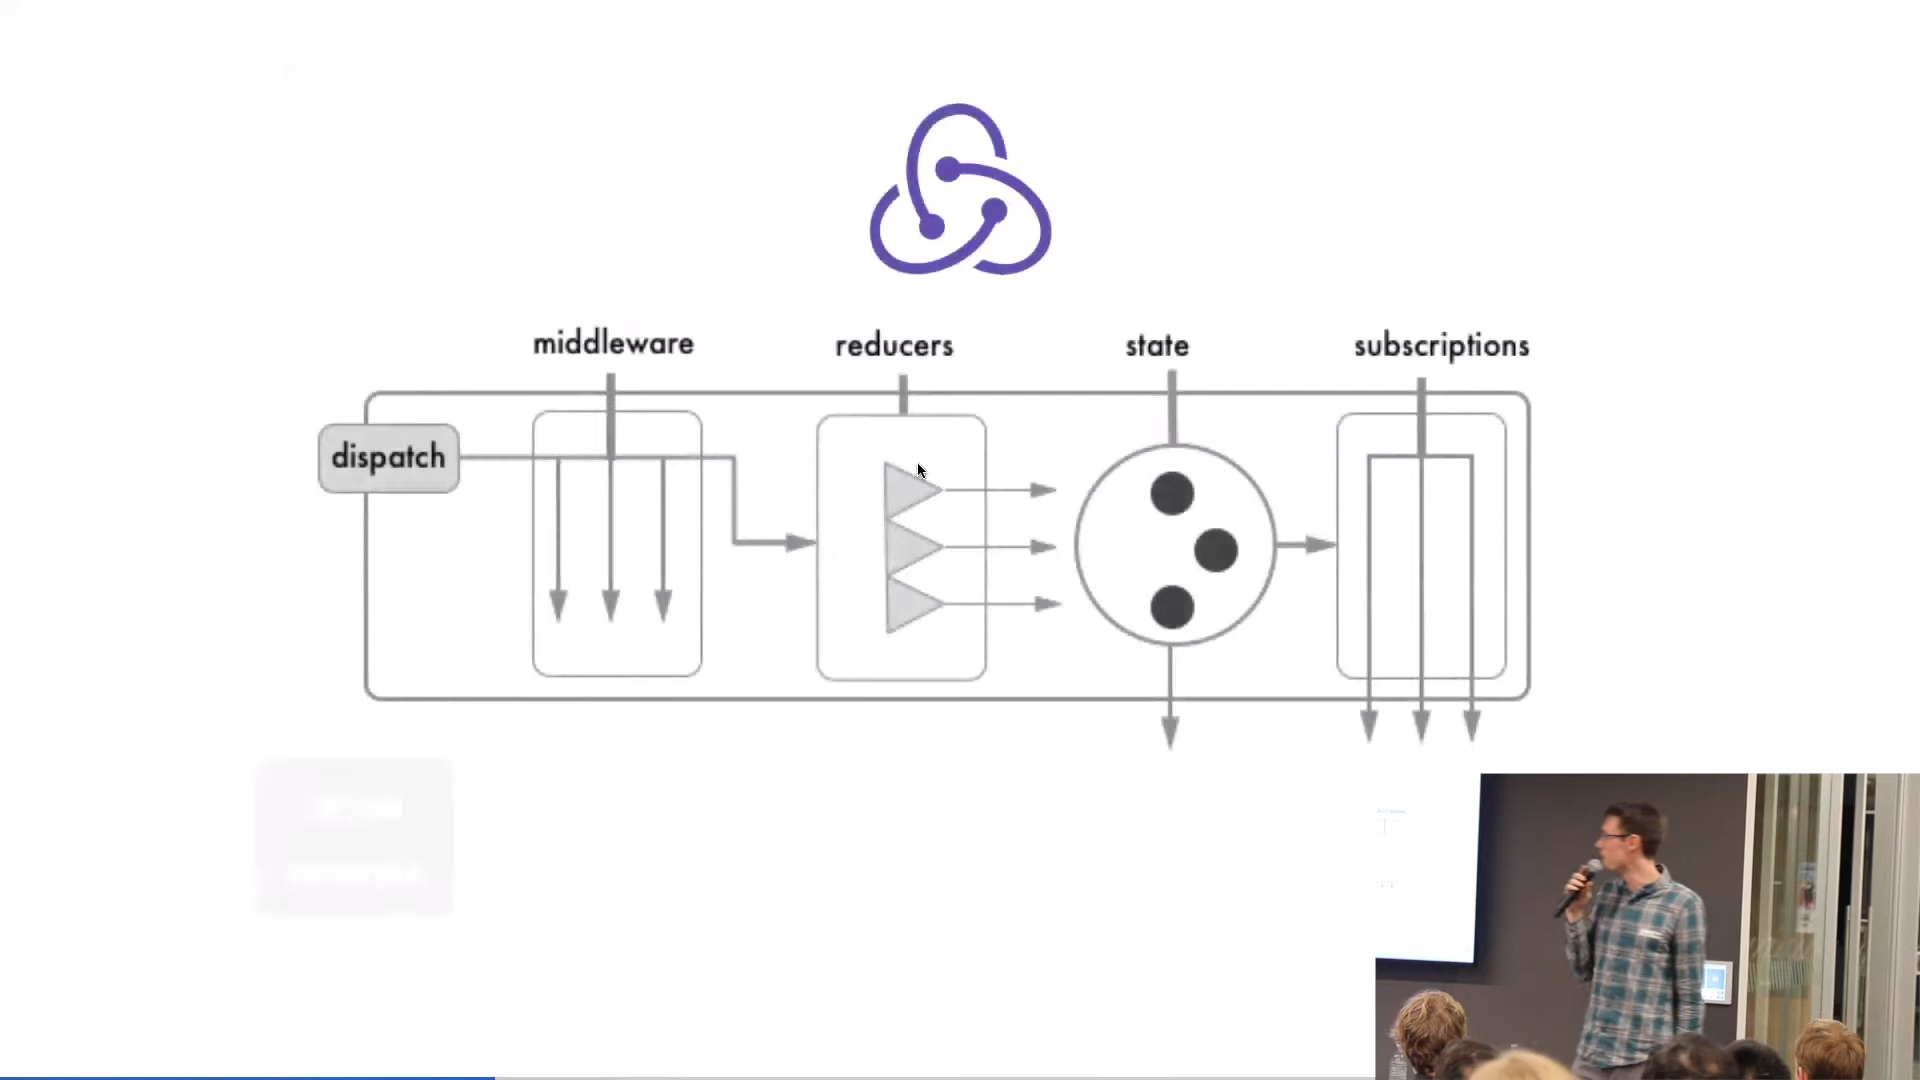 middleware
reducers
state
subscriptions
dispatch